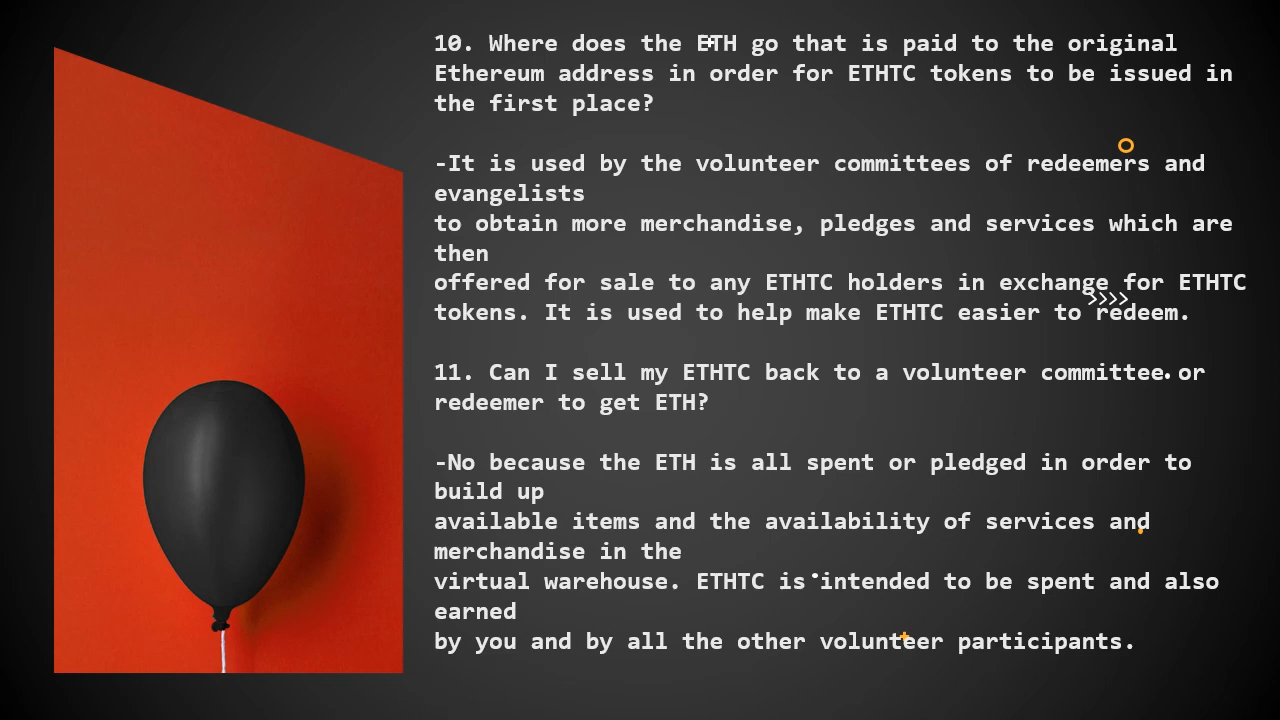 10. Where does the ETH go that is paid to the original
Ethereum address in order for ETHTC tokens to be issued in
the first place?
-It is used by the volunteer committees of redeemers and
evangelists
to obtain more merchandise, pledges and services which are
then
offered for sale to any ETHTC holders in exchange for ETHTC
tokens. It is used to help make ETHTC easier to redeem.
11. Can I sell my ETHTC back to a volunteer committee or
redeemer to get ETH?
-No because the ETH is all spent or pledged in order to
build up
available items and the availability of services and
merchandise in the
virtual warehouse. ETHTC is intended to be spent and also
earned
by you and by all the other volunteer participants.